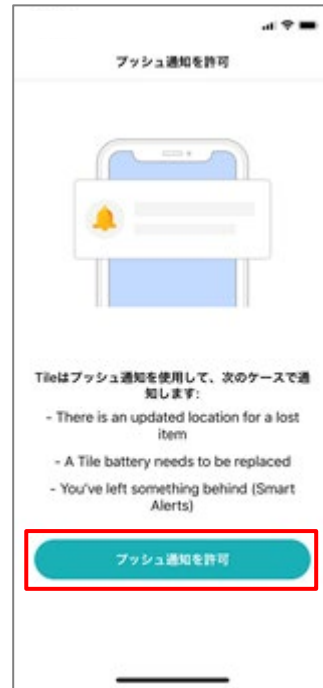 プッシュ通知を許可
Tileはプッシュ通知を使用して、次のケースで通
知します:
- There is an updated location for a lost
item
- A Tile battery needs to be replaced
- You've left something behind (Smart
Alerts)
プッシュ通知を許可